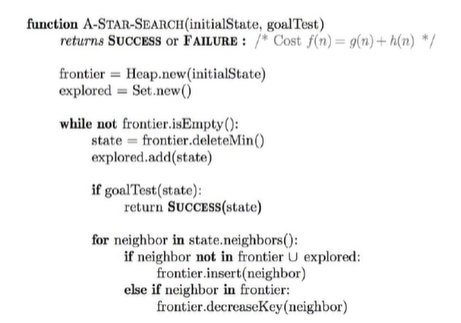 function A-STAR-SEARCH(initialState, goalTest)
returns SUCCESS or FAILURE : /* Cost f(n) = g(n) + h(n) */
frontier = Heap.new(initialState)
explored = Set.new()
while not frontier.isEmpty():
state = frontier.deleteMin()
explored.add(state)
if goalTest(state):
return SUCCESS(state)
for neighbor in state.neighbors():
if neighbor not in frontier ∪ explored:
frontier.insert(neighbor)
else if neighbor in frontier:
frontier.decreaseKey(neighbor)